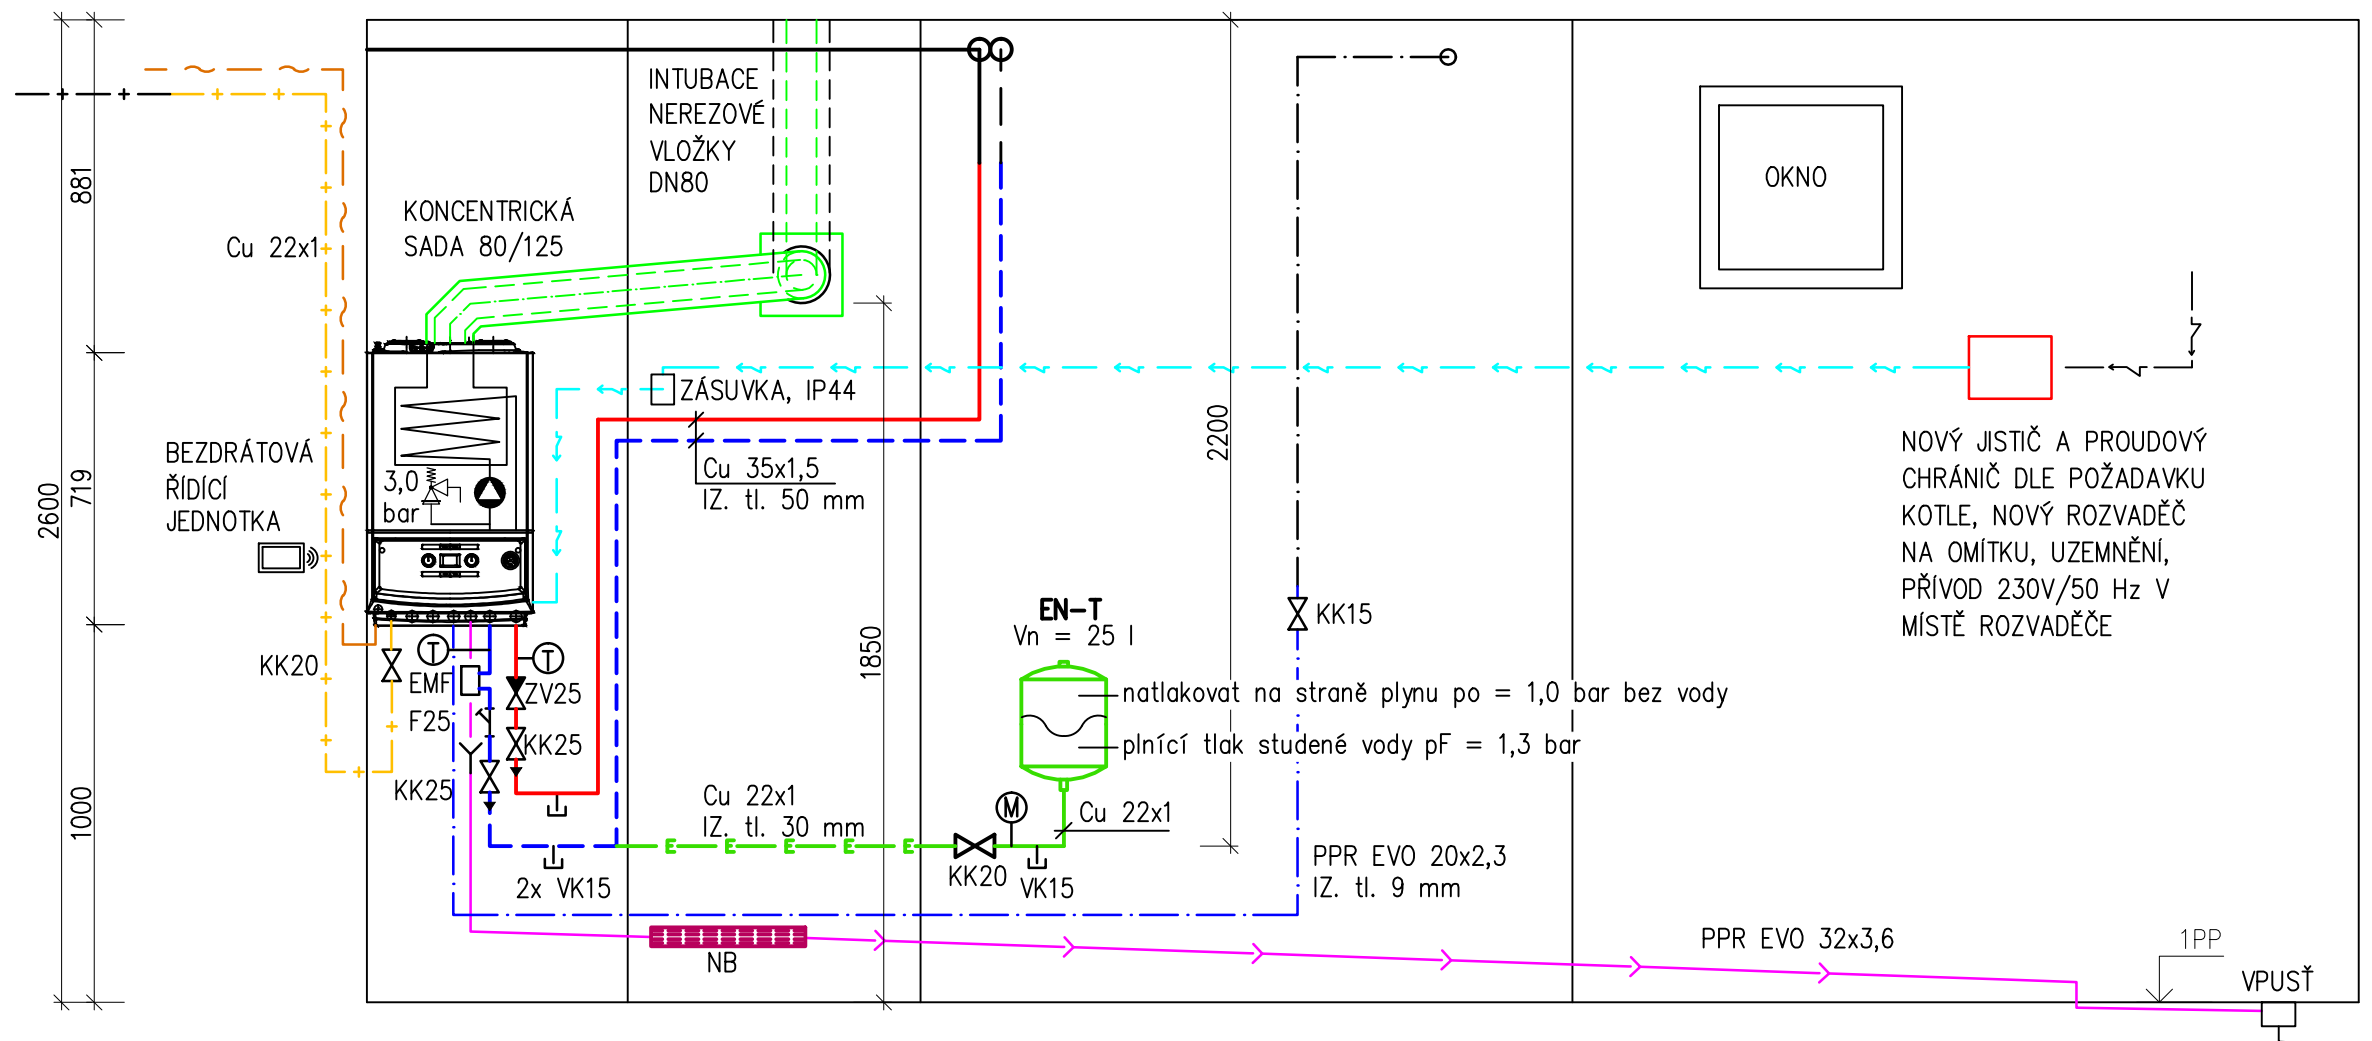 INTUBACE
NEREZOVÉ
VLOŽKY
DN80
KONCENTRICKÁ
SADA 80/125
Cu 22x1
881
719
2600
1000
OKNO
ZÁSUVKA, IP44
Cu 35x1,5
IZ. tl. 50 mm
2200
1850
BEZDRÁTOVÁ
ŘÍDÍCÍ
JEDNOTKA
3,0
bar
NOVÝ JISTIČ A PROUDOVÝ
CHRÁNIČ DLE POŽADAVKU
KOTLE, NOVÝ ROZVADĚČ
NA OMÍTKU, UZEMNĚNÍ,
PŘÍVOD 230V/50 Hz V
MÍSTĚ ROZVADĚČE
EN-T
Vn = 25 l
KK15
KK20
T
T
EMF
ZV25
F25
KK25
KK25
natlakovat na straně plynu po = 1,0 bar bez vody
plnící tlak studené vody pF = 1,3 bar
Cu 22x1
IZ. tl. 30 mm
M
Cu 22x1
E E E E E
2x VK15
KK20
VK15
PPR EVO 20x2,3
IZ. tl. 9 mm
NB
PPR EVO 32x3,6
1PP
VPUSŤ